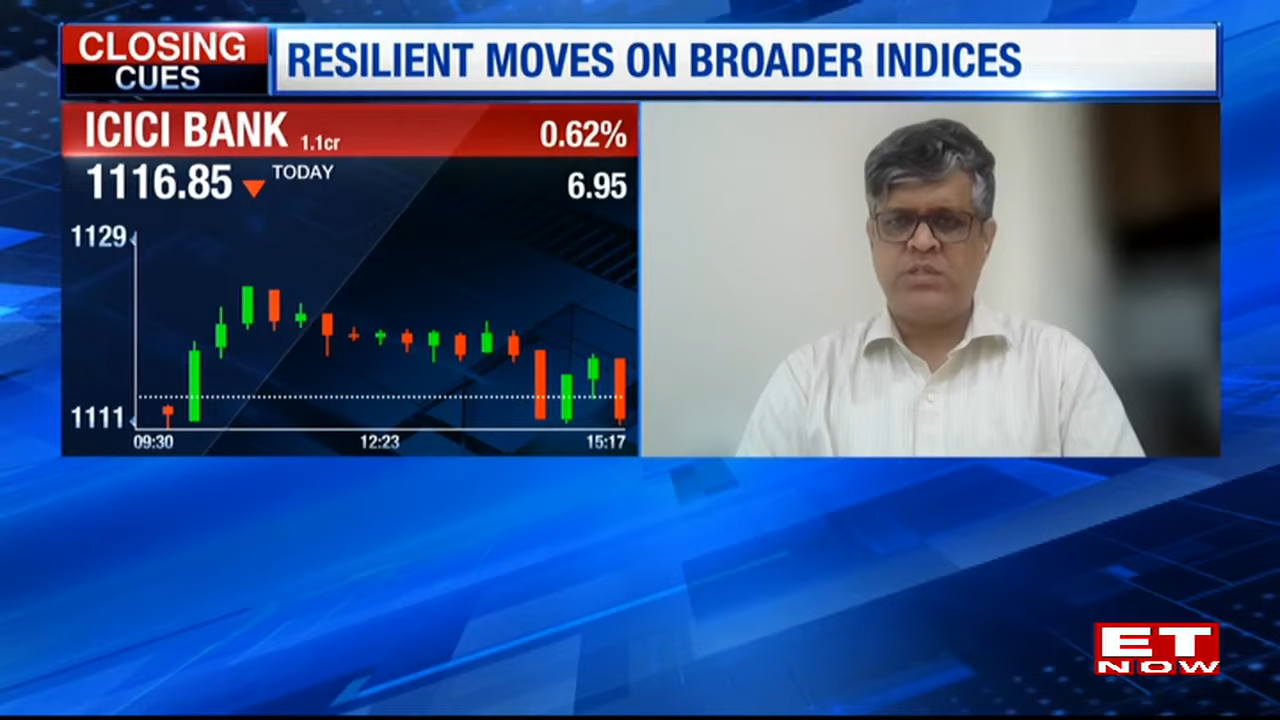 CLOSING
CUES
RESILIENT MOVES ON BROADER INDICES
ICICI BANK 1.1cr 0.62%
1116.85 TODAY 6.95
1129
1111
09:30 12:23 15:17
ET
NOW